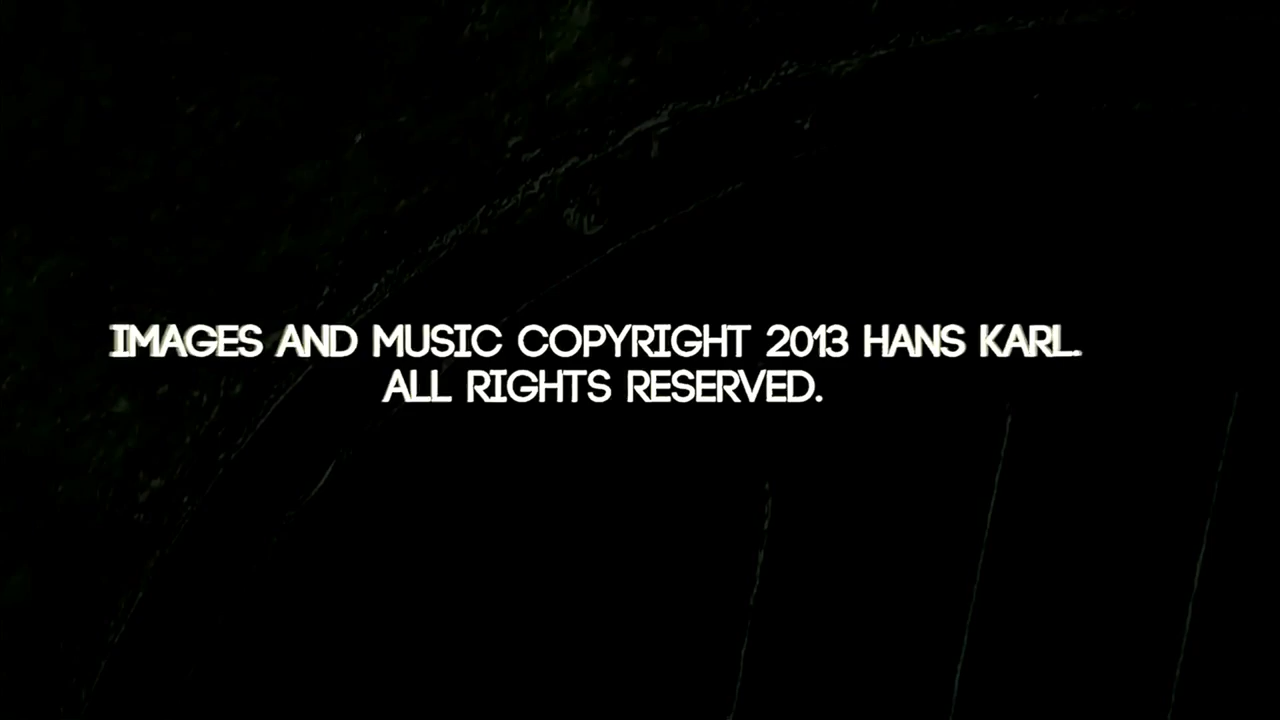 IMAGES AND MUSIC COPYRIGHT 2013 HANS KARL.
ALL RIGHTS RESERVED.